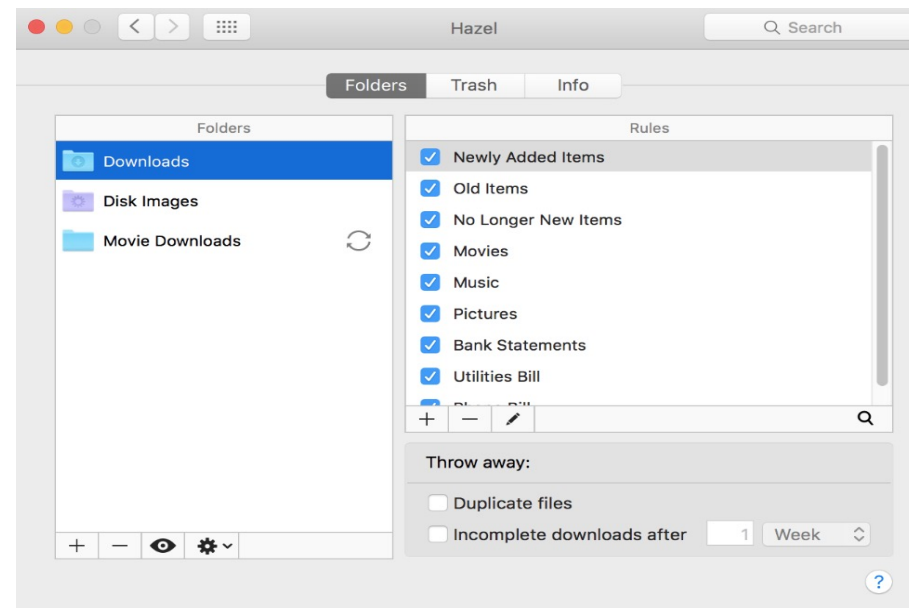 Hazel
Search
Folders Trash Info
Folders
Downloads
Disk Images
Movie Downloads
Rules
Newly Added Items
Old Items
No Longer New Items
Movies
Music
Pictures
Bank Statements
Utilities Bill
Throw away:
Duplicate files
Incomplete downloads after 1 Week
?